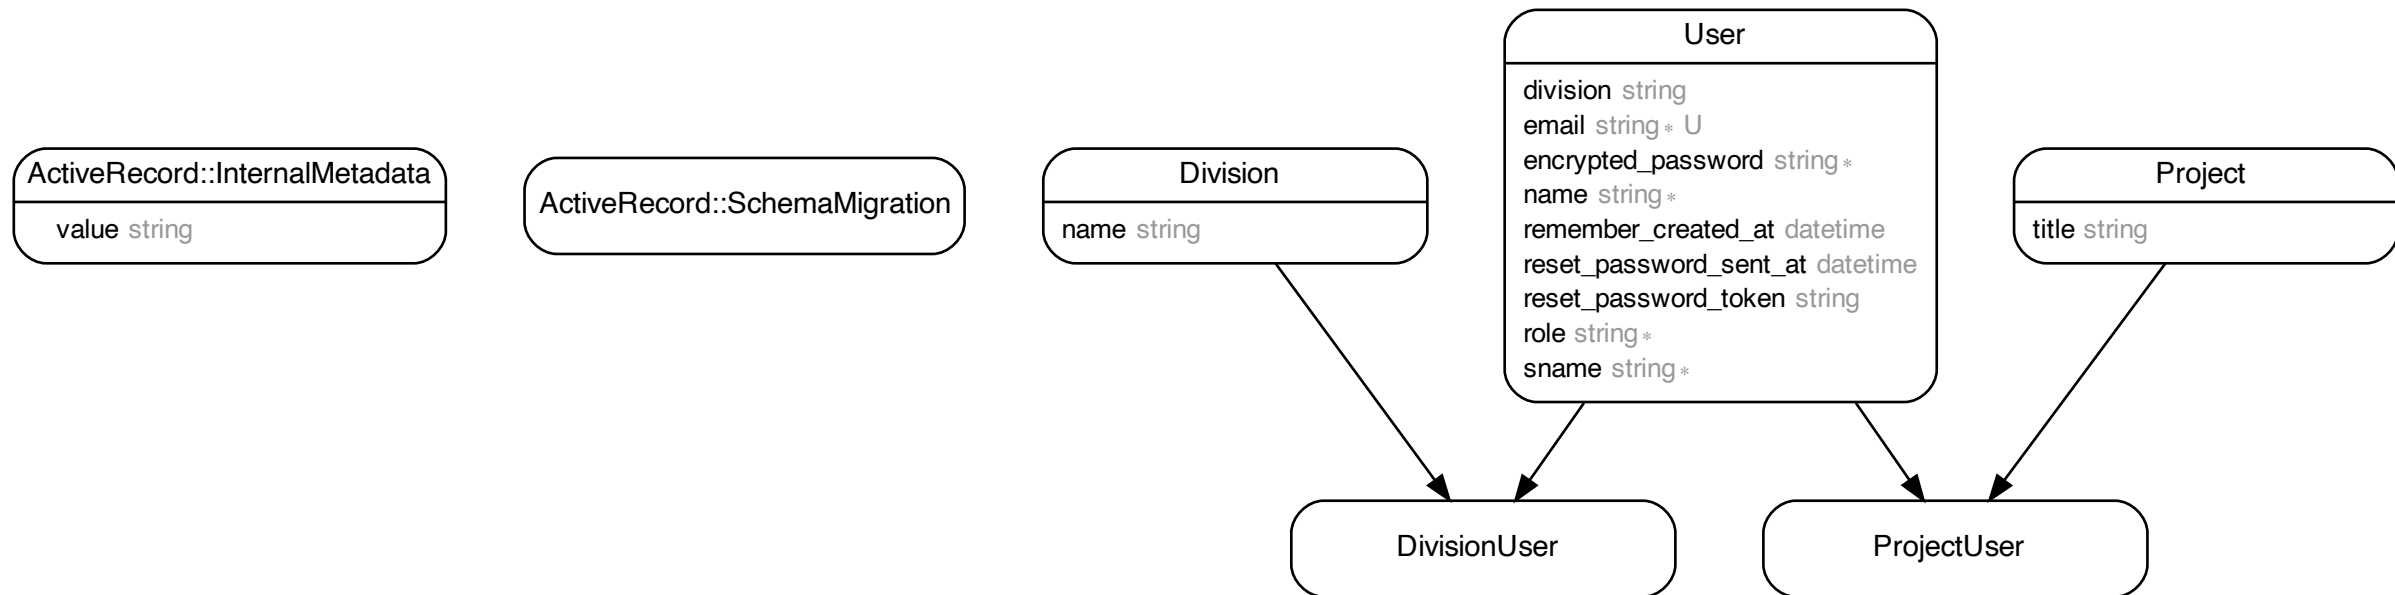 ActiveRecord::InternalMetadata
value string
ActiveRecord::SchemaMigration
Division
name string
User
division string
email string* U
encrypted_password string*
name string*
remember_created_at datetime
reset_password_sent_at datetime
reset_password_token string
role string*
sname string*
Project
title string
DivisionUser
ProjectUser